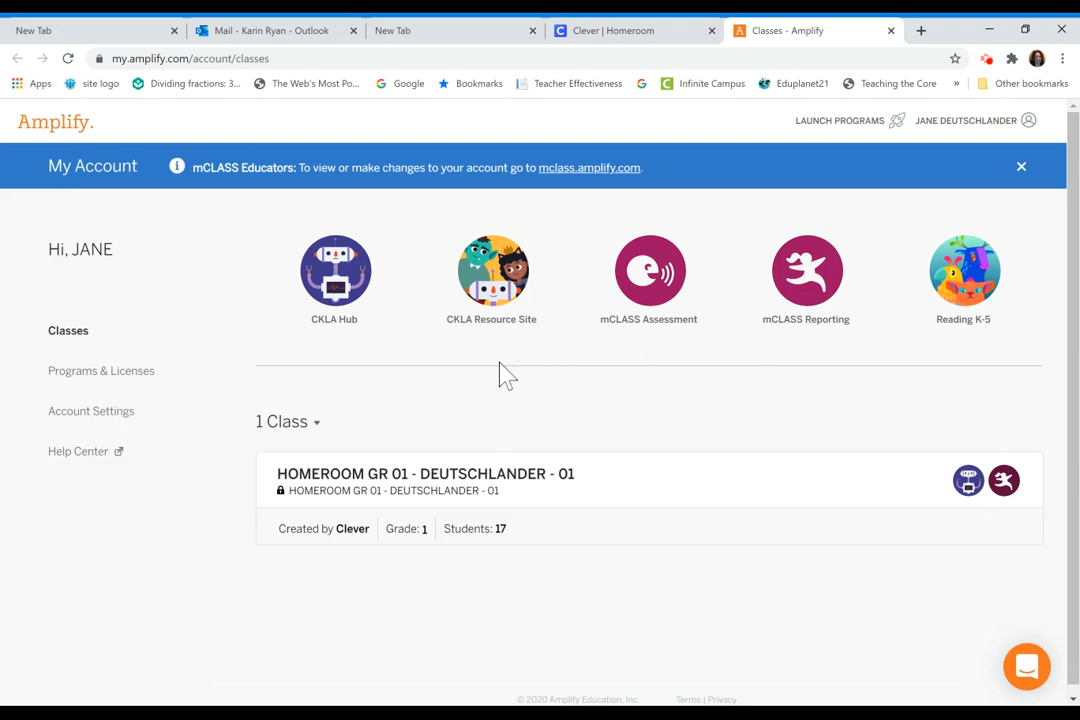 New Tab
Mail - Karin Ryan - Outlook
New Tab
Clever | Homeroom
Classes - Amplify
my.amplify.com/account/classes
Apps
site logo
Dividing fractions: 3...
The Web's Most Po...
Google
Bookmarks
Teacher Effectiveness
Infinite Campus
Eduplanet21
Teaching the Core
»
Other bookmarks
Amplify.
LAUNCH PROGRAMS
JANE DEUTSCHLANDER
My Account
mCLASS Educators: To view or make changes to your account go to mclass.amplify.com.
Hi, JANE
CKLA Hub
CKLA Resource Site
mCLASS Assessment
mCLASS Reporting
Reading K-5
Classes
Programs & Licenses
Account Settings
Help Center
1 Class
HOMEROOM GR 01 - DEUTSCHLANDER - 01
HOMEROOM GR 01 - DEUTSCHLANDER - 01
Created by Clever
Grade: 1
Students: 17
© 2020 Amplify Education, Inc.
Terms | Privacy